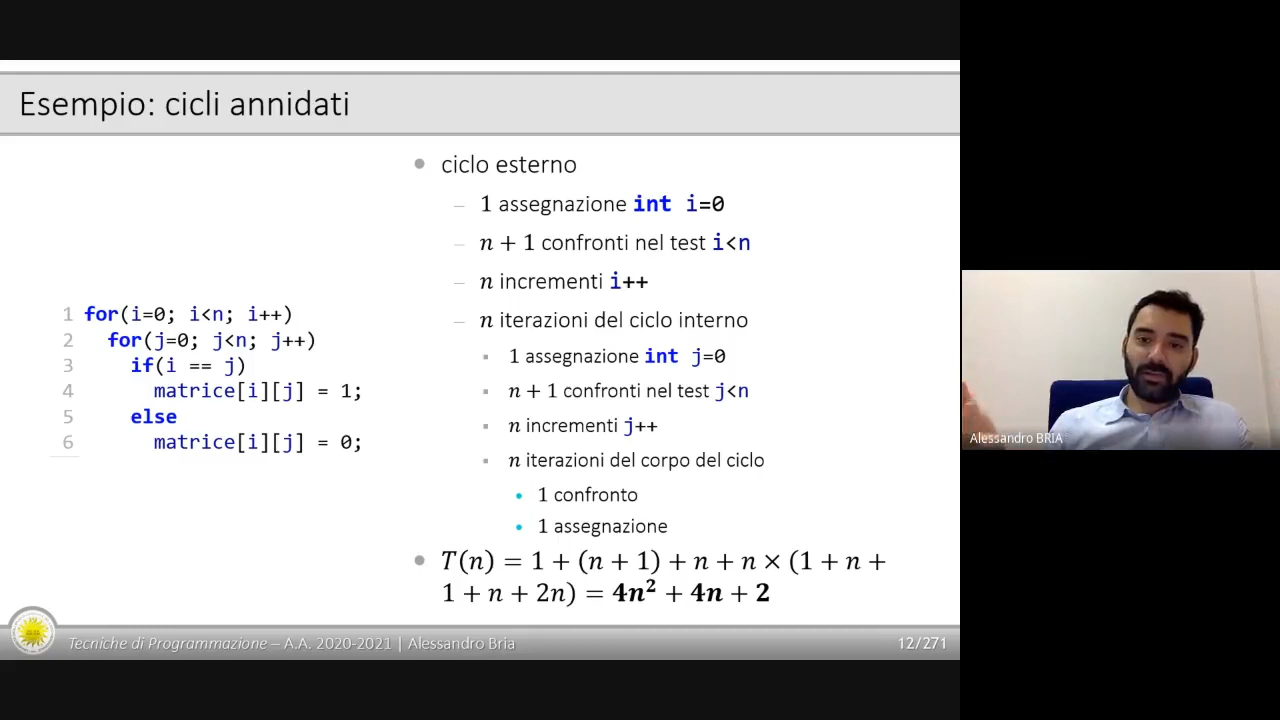 Esempio: cicli annidati
1 for(i=0; i<n; i++)
2 for(j=0; j<n; j++)
3 if(i == j)
4 matrice[i][j] = 1;
5 else
6 matrice[i][j] = 0;
• ciclo esterno
– 1 assegnazione int i=0
– n + 1 confronti nel test i<n
– n incrementi i++
– n iterazioni del ciclo interno
▪ 1 assegnazione int j=0
▪ n + 1 confronti nel test j<n
▪ n incrementi j++
▪ n iterazioni del corpo del ciclo
• 1 confronto
• 1 assegnazione
• T(n) = 1 + (n + 1) + n + n × (1 + n +
1 + n + 2n) = 4n² + 4n + 2
Tecniche di Programmazione – A.A. 2020-2021 | Alessandro Bria
12/271
Alessandro BRIA